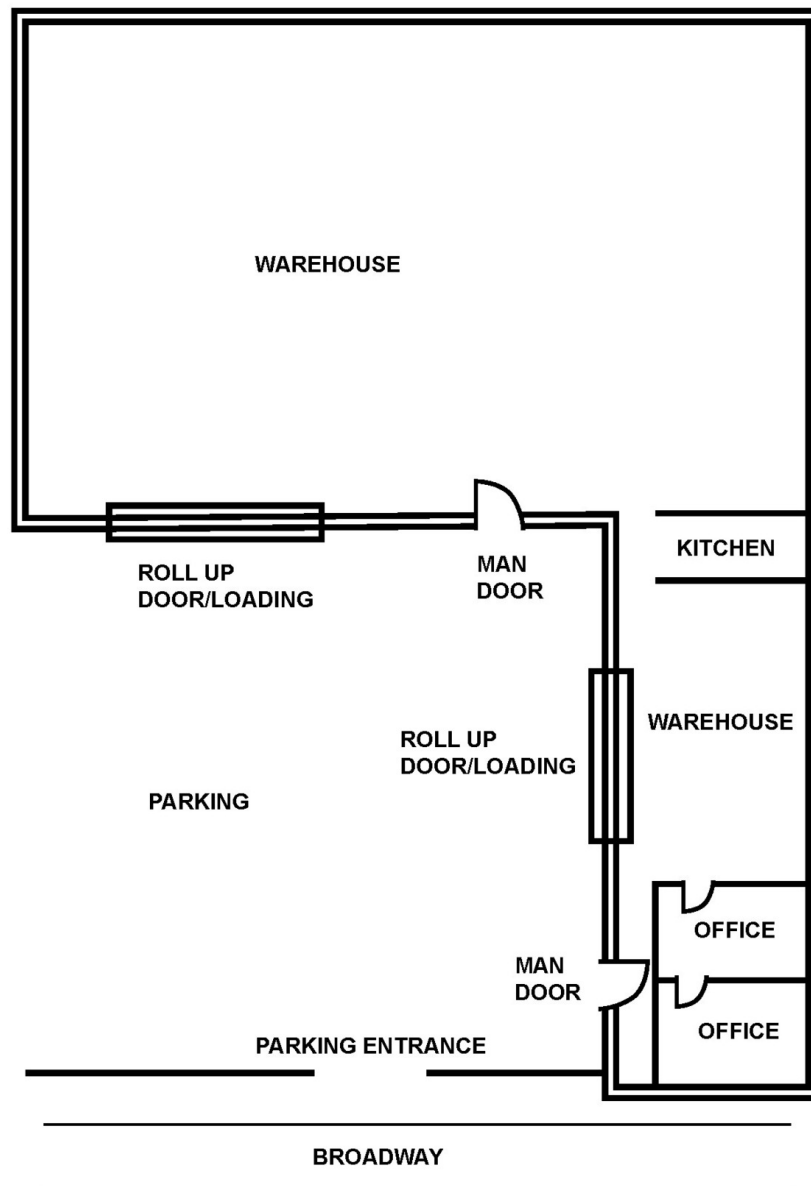 WAREHOUSE
KITCHEN
ROLL UP
DOOR/LOADING
MAN
DOOR
WAREHOUSE
ROLL UP
DOOR/LOADING
PARKING
OFFICE
MAN
DOOR
OFFICE
PARKING ENTRANCE
BROADWAY